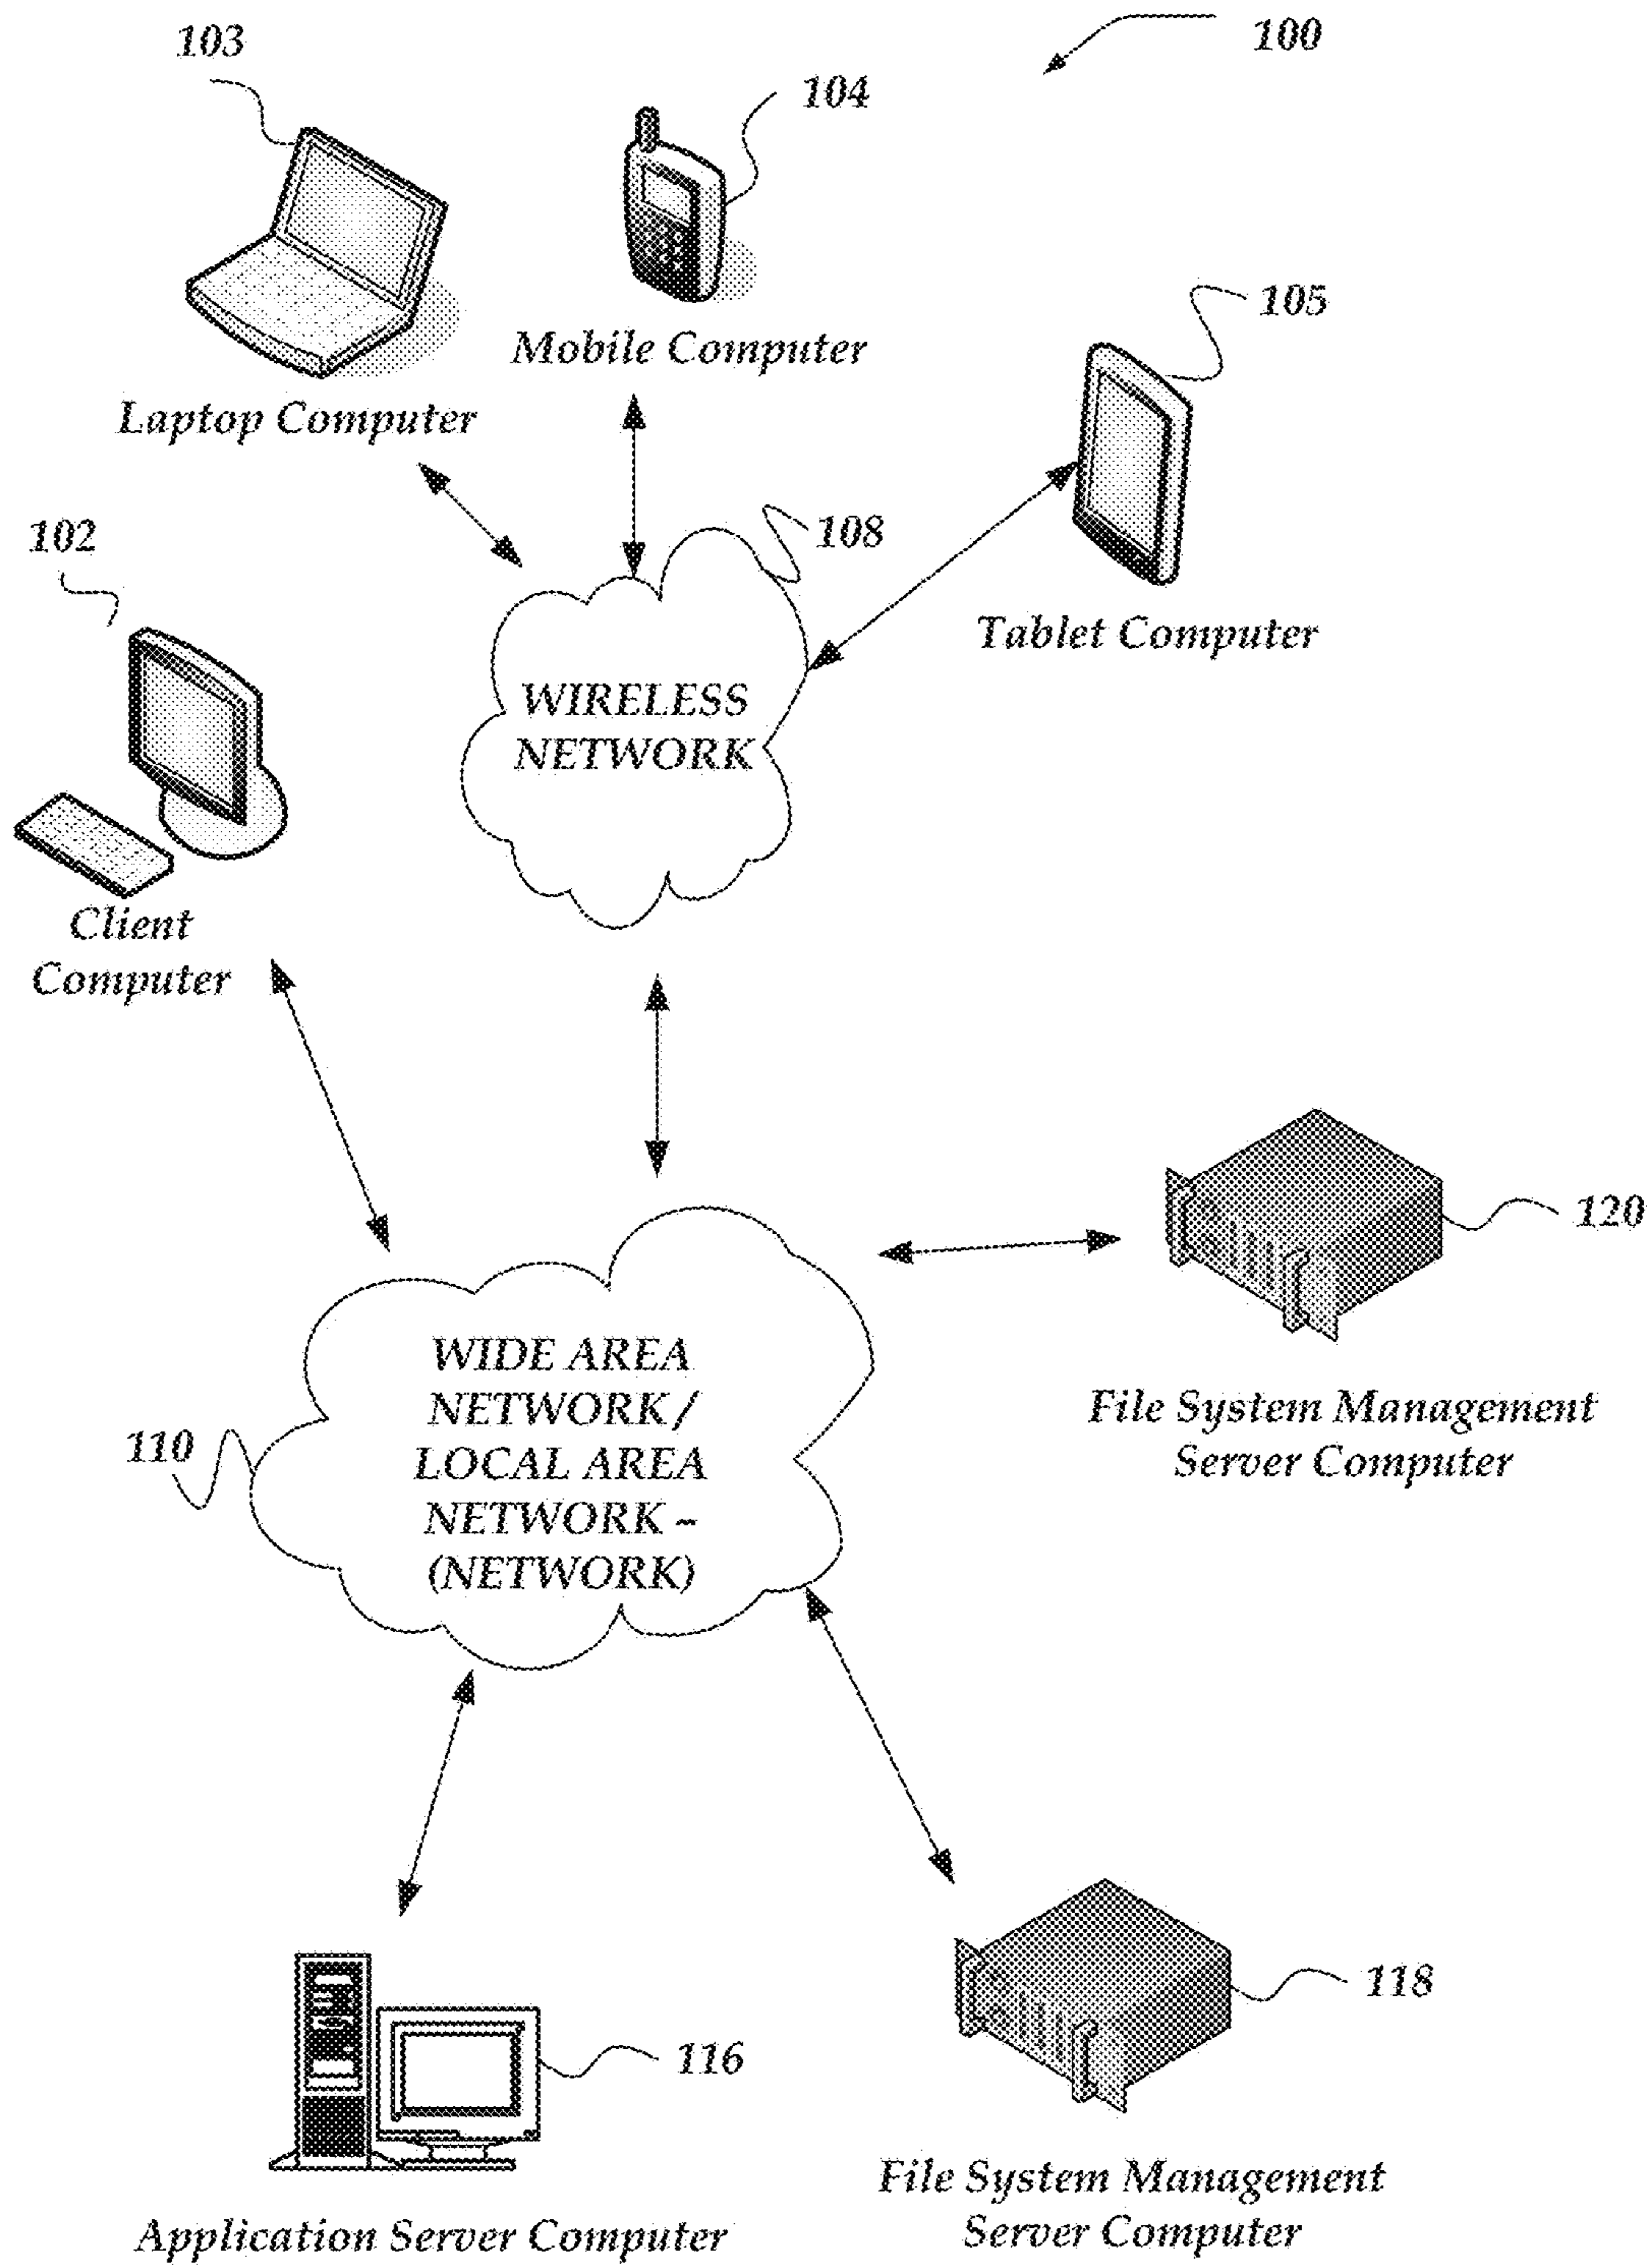 103
100
104
105
Mobile Computer
Laptop Computer
102
108
Tablet Computer
WIRELESS
NETWORK
Client
Computer
120
WIDE AREA
NETWORK /
LOCAL AREA
NETWORK –
(NETWORK)
110
File System Management
Server Computer
118
116
File System Management
Server Computer
Application Server Computer